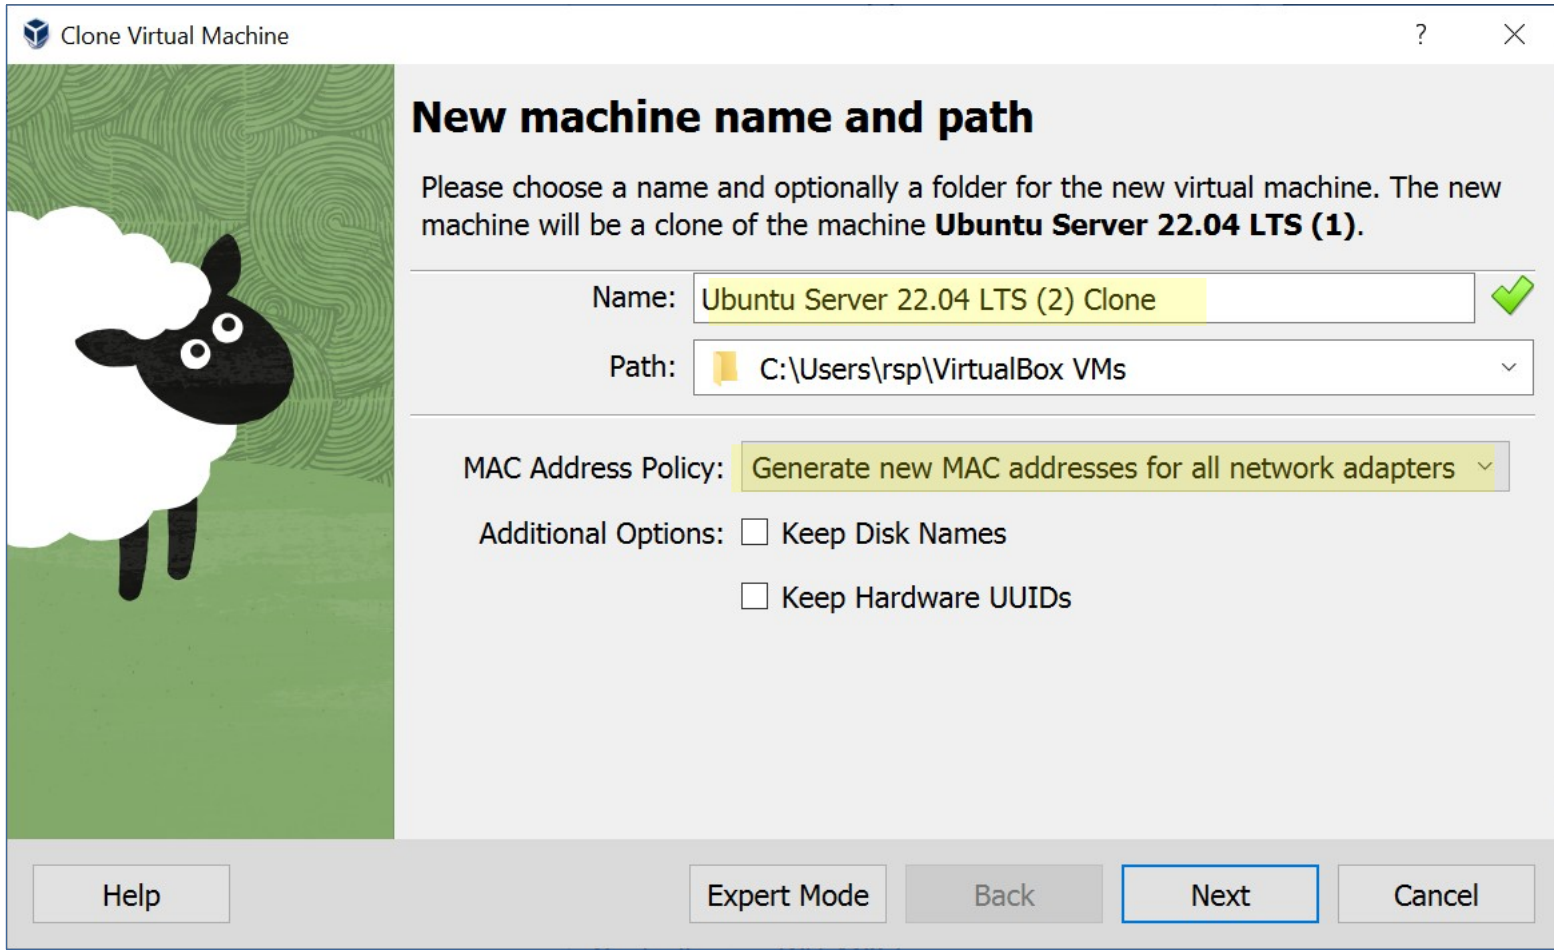 Clone Virtual Machine
?
New machine name and path
Please choose a name and optionally a folder for the new virtual machine. The new
machine will be a clone of the machine Ubuntu Server 22.04 LTS (1).
Name: Ubuntu Server 22.04 LTS (2) Clone
Path: C:\Users\rsp\VirtualBox VMs
MAC Address Policy: Generate new MAC addresses for all network adapters
Additional Options: Keep Disk Names
Keep Hardware UUIDs
Help Expert Mode Back Next Cancel